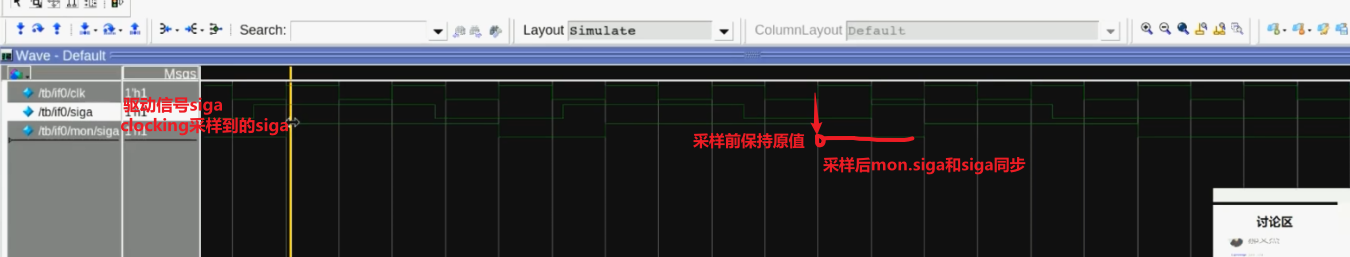 Search:
Layout Simulate
ColumnLayout Default
Wave - Default
Msgs
/tb/if0/clk 1'h1
/tb/if0/siga 1'h1
/tb/if0/mon/siga 1'h1
驱动信号siga
clocking采样到的siga
采样前保持原值
采样后mon.siga和siga同步
讨论区